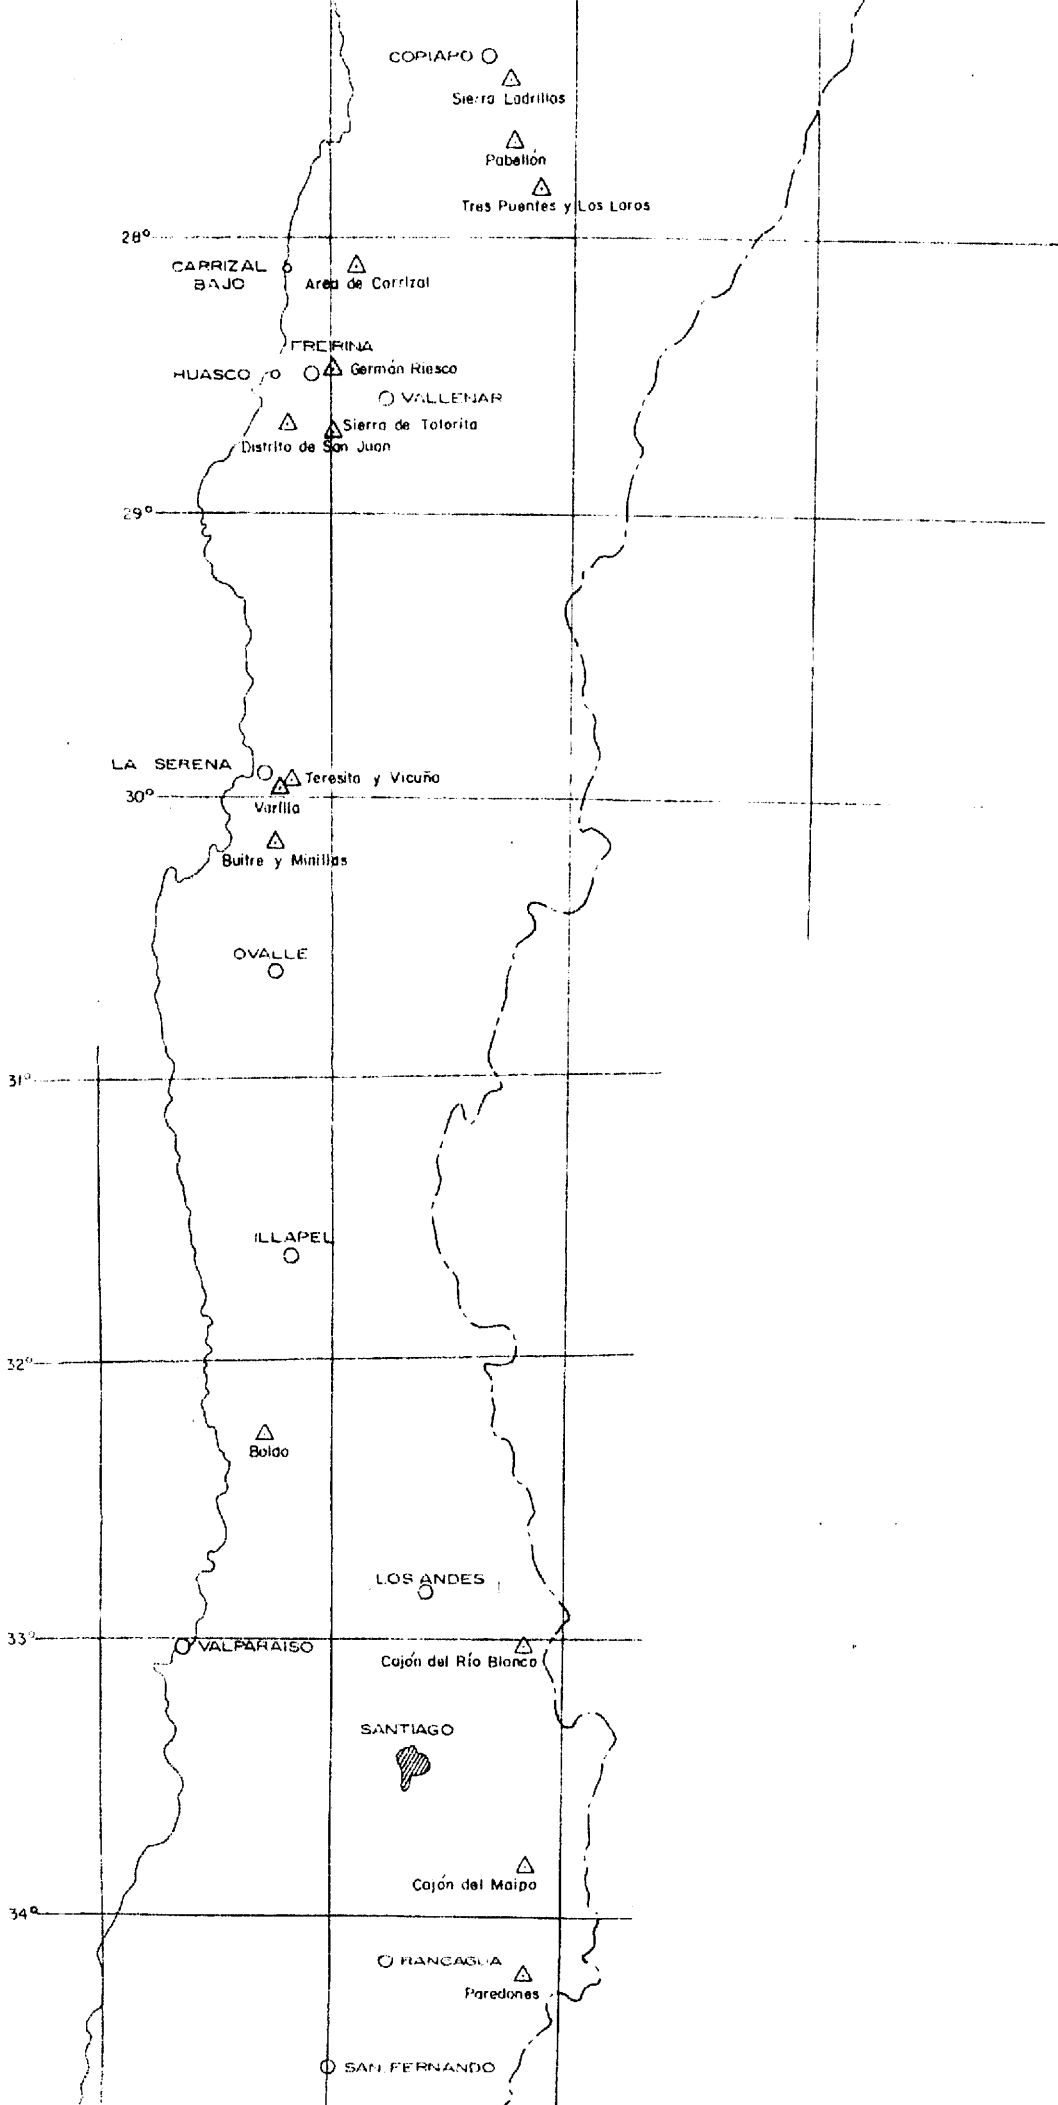 COPIAPO
Sierra Ladrillos
Pabellón
Tres Puentes y Los Loros
28°
CARRIZAL
BAJO
Area de Carrizal
FREIRINA
HUASCO
Germán Riesco
VALLENAR
Sierra de Totorita
Distrito de San Juan
29°
LA SERENA
Teresita y Vicuña
30°
Varilla
Buitre y Minillas
OVALLE
31°
ILLAPEL
32°
Boldo
LOS ANDES
33°
VALPARAISO
Cajón del Río Blanco
SANTIAGO
Cajón del Maipo
34°
RANCAGUA
Paredones
SAN FERNANDO